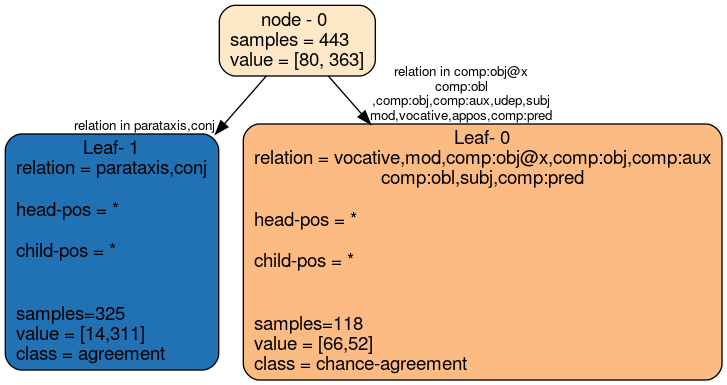 node - 0
samples = 443
value = [80, 363]
relation in comp:obj@x
comp:obl
,comp:obj,comp:aux,udep,subj
mod,vocative,appos,comp:pred
relation in parataxis,conj
Leaf- 1
relation = parataxis,conj
head-pos = *
child-pos = *
samples=325
value = [14,311]
class = agreement
Leaf- 0
relation = vocative,mod,comp:obj@x,comp:obj,comp:aux
comp:obl,subj,comp:pred
head-pos = *
child-pos = *
samples=118
value = [66,52]
class = chance-agreement